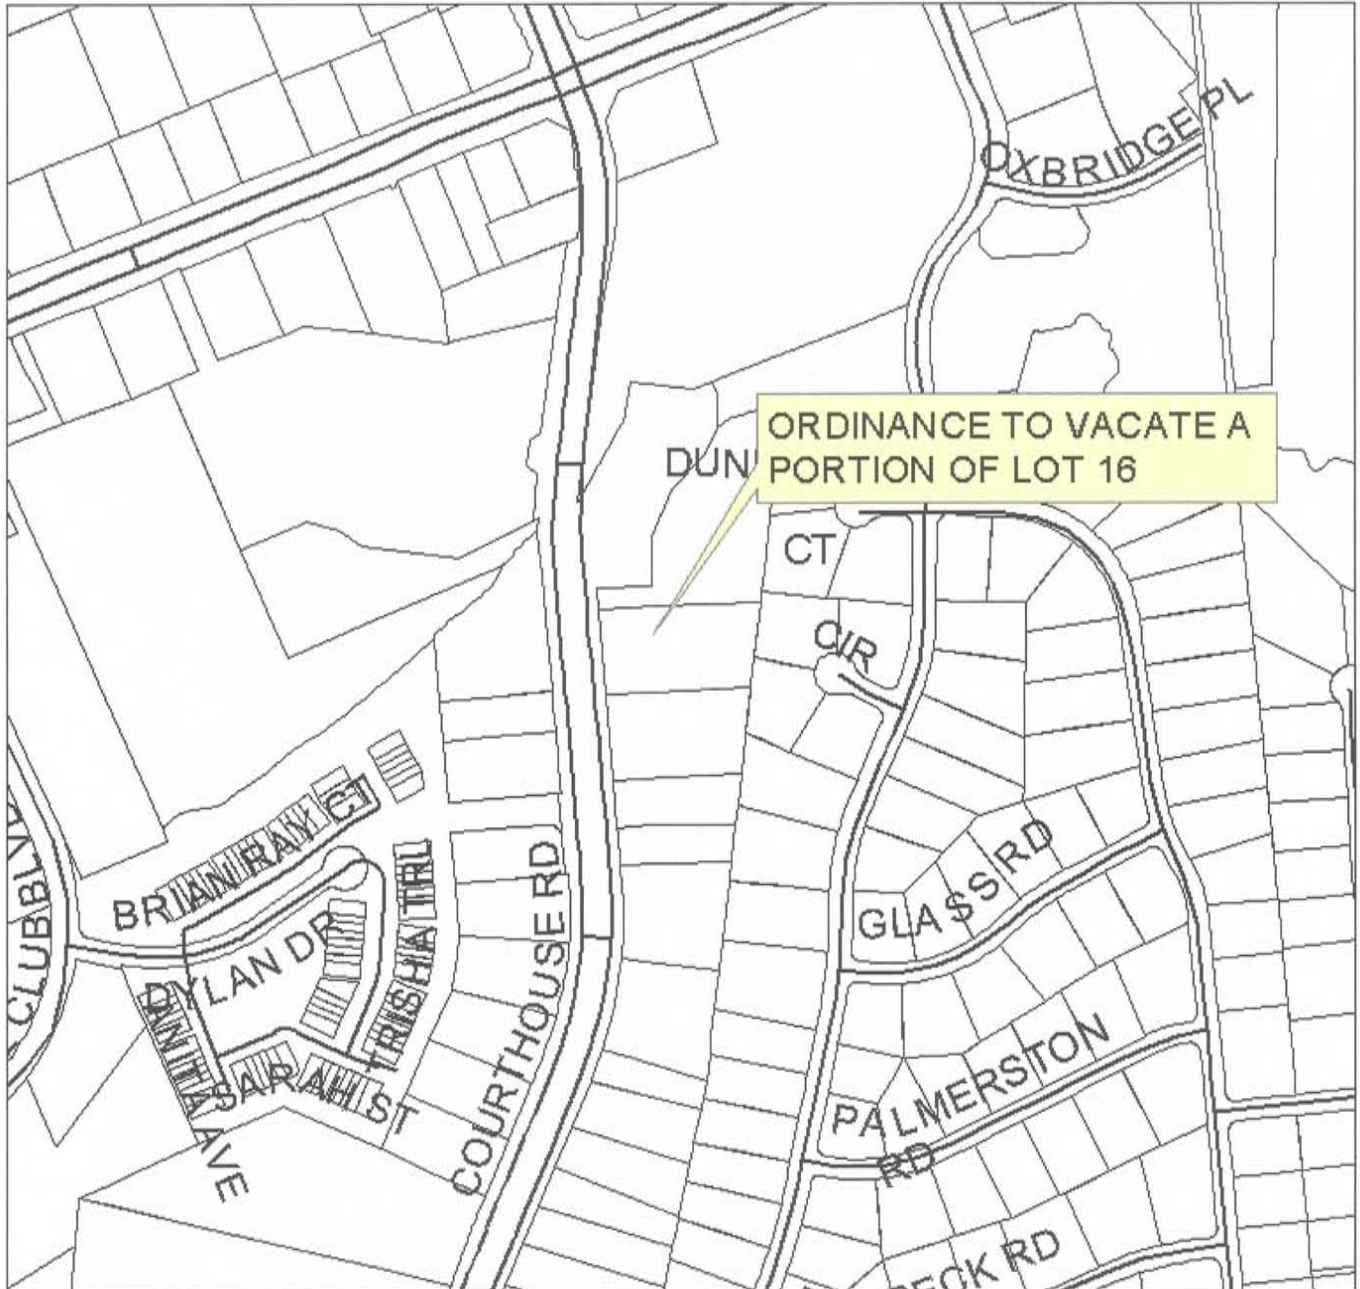 OXBRIDGE PL
ORDINANCE TO VACATE A
PORTION OF LOT 16
DUN
CT
CIR
BRIAN RAY CT
GLASS RD
CLUB BLVD
DYLAN DR
TRISHA TRL
COURTHOUSE RD
ANITA AVE
SARAH ST
PALMERSTON
RD
ECK RD